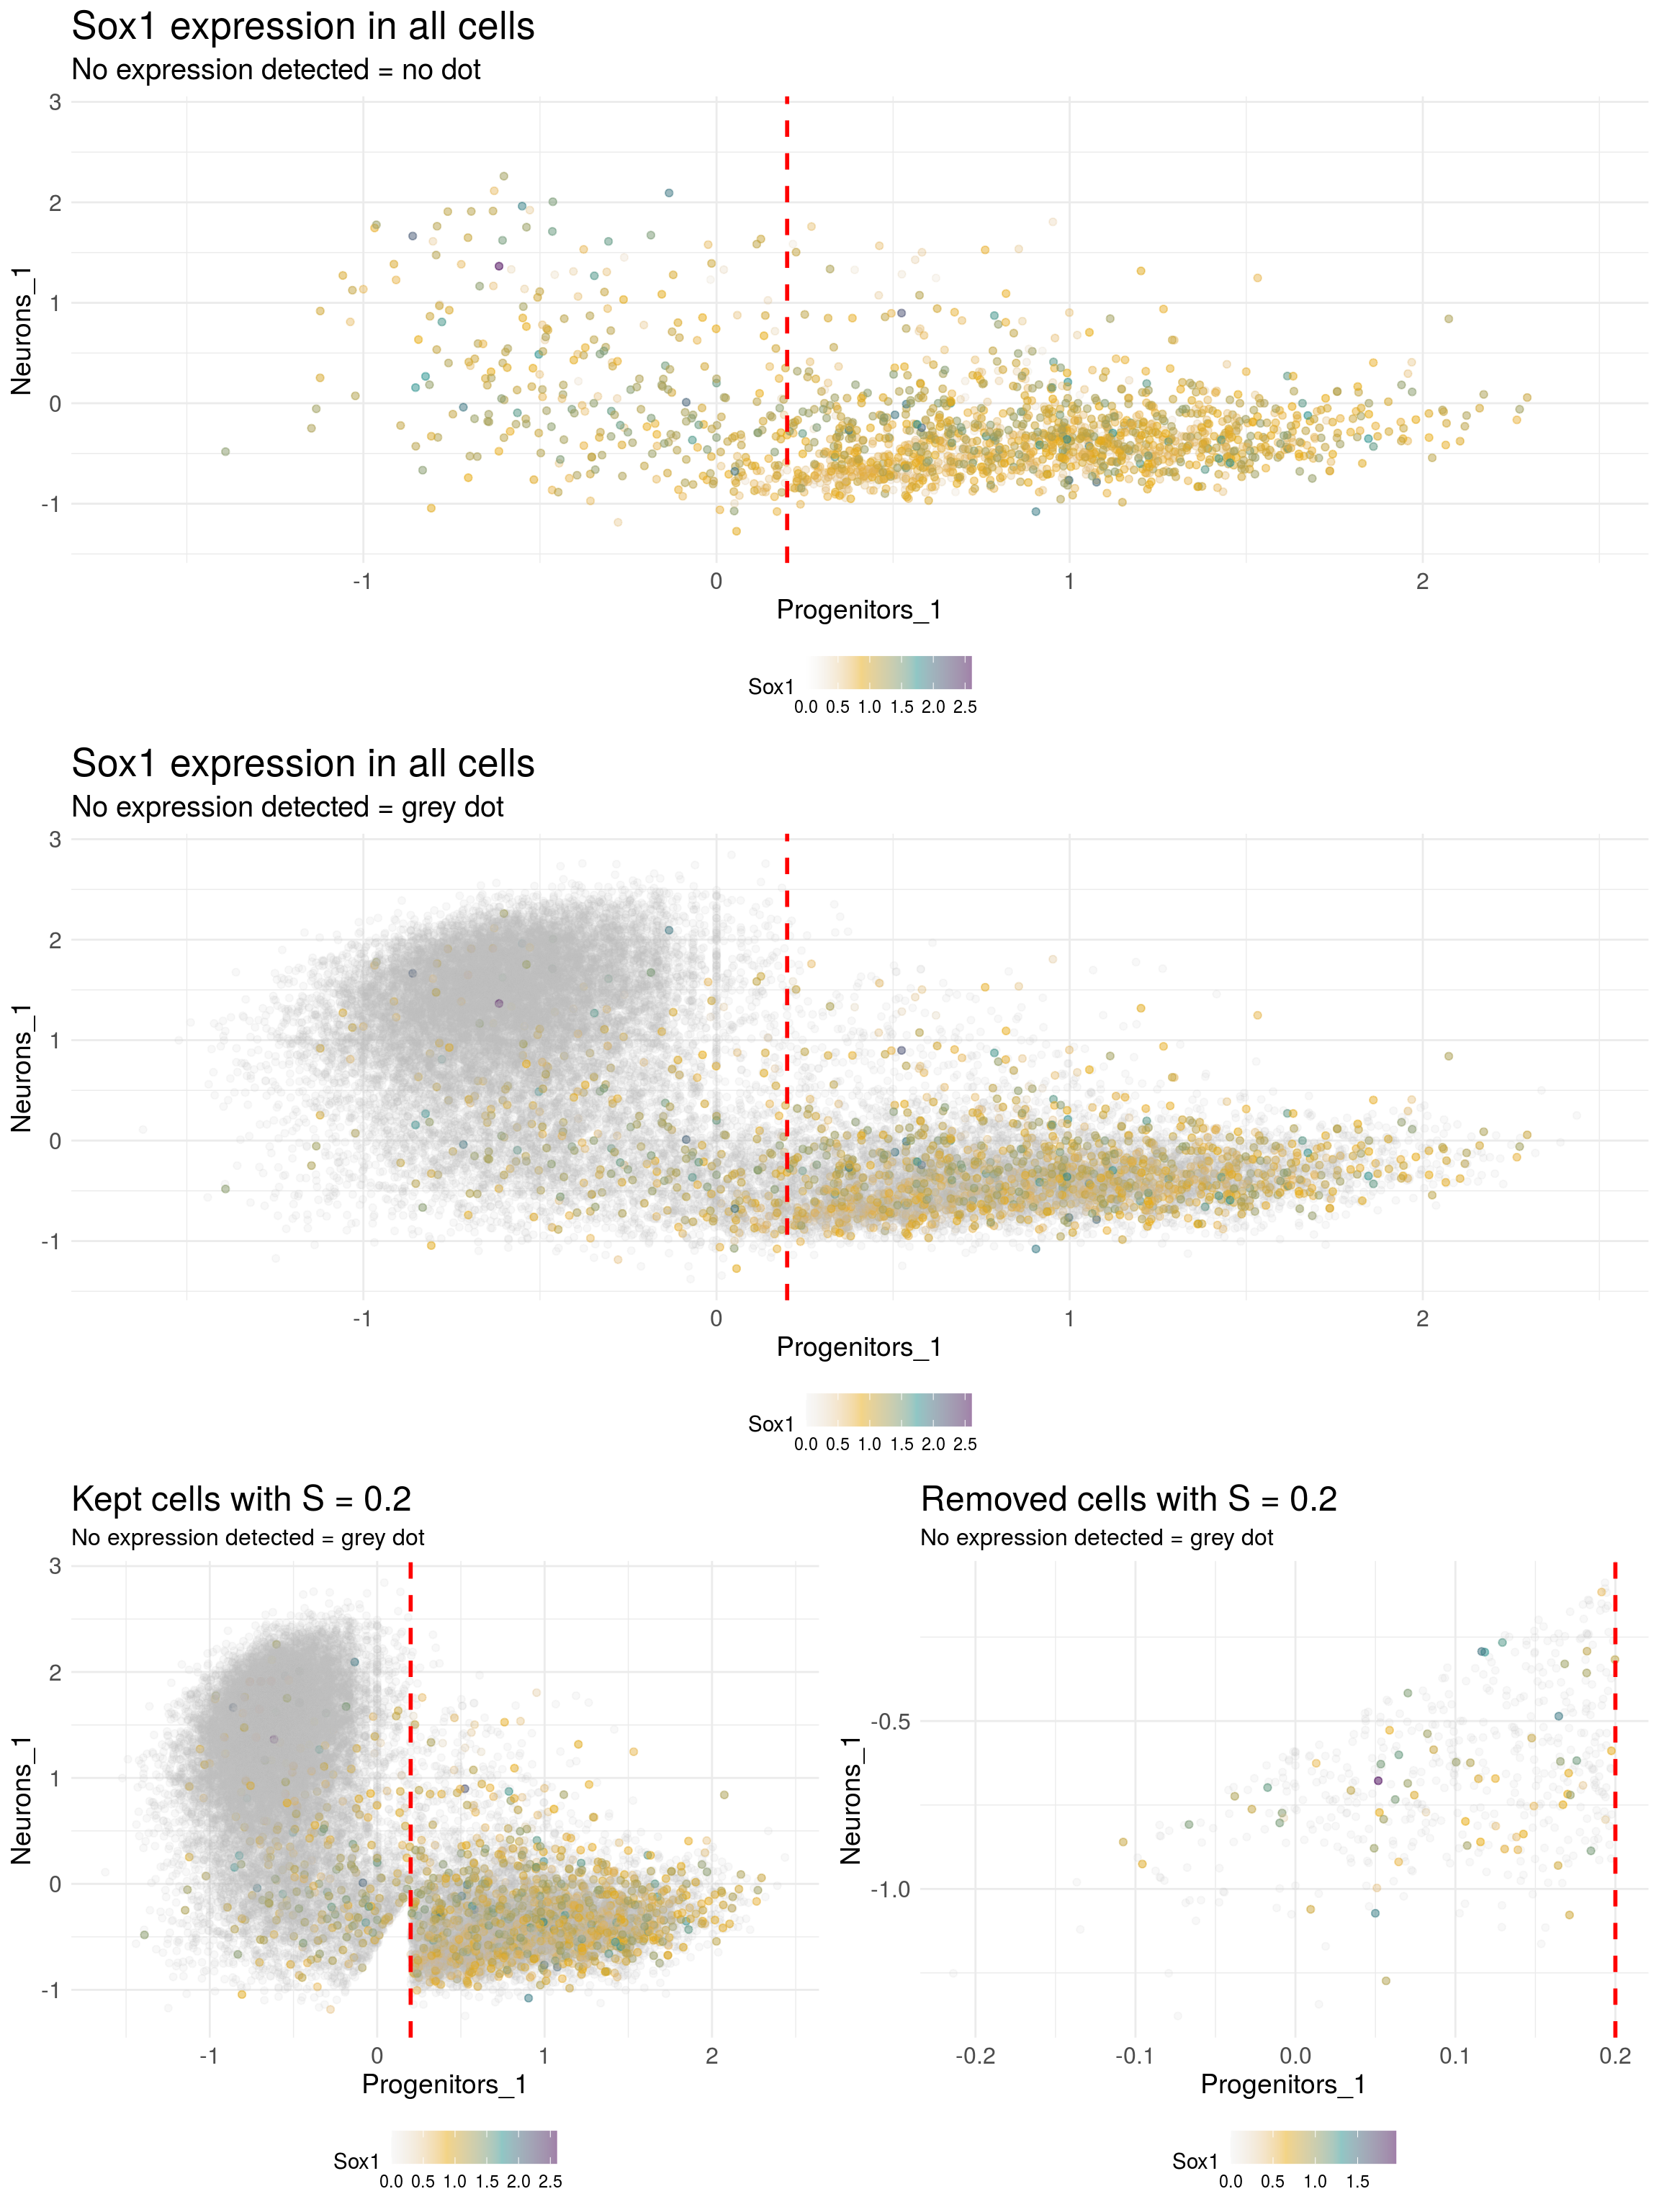 Sox1 expression in all cells
No expression detected = no dot
3
2
1
0
-1
Neurons_1
-1 0 1 2
Progenitors_1
Sox1
0.0 0.5 1.0 1.5 2.0 2.5
Sox1 expression in all cells
No expression detected = grey dot
3
2
1
0
-1
Neurons_1
-1 0 1 2
Progenitors_1
Sox1
0.0 0.5 1.0 1.5 2.0 2.5
Kept cells with S = 0.2
No expression detected = grey dot
3
2
1
0
-1
Neurons_1
-1 0 1 2
Progenitors_1
Sox1
0.0 0.5 1.0 1.5 2.0 2.5
Removed cells with S = 0.2
No expression detected = grey dot
-0.5
-1.0
Neurons_1
-0.2 -0.1 0.0 0.1 0.2
Progenitors_1
Sox1
0.0 0.5 1.0 1.5